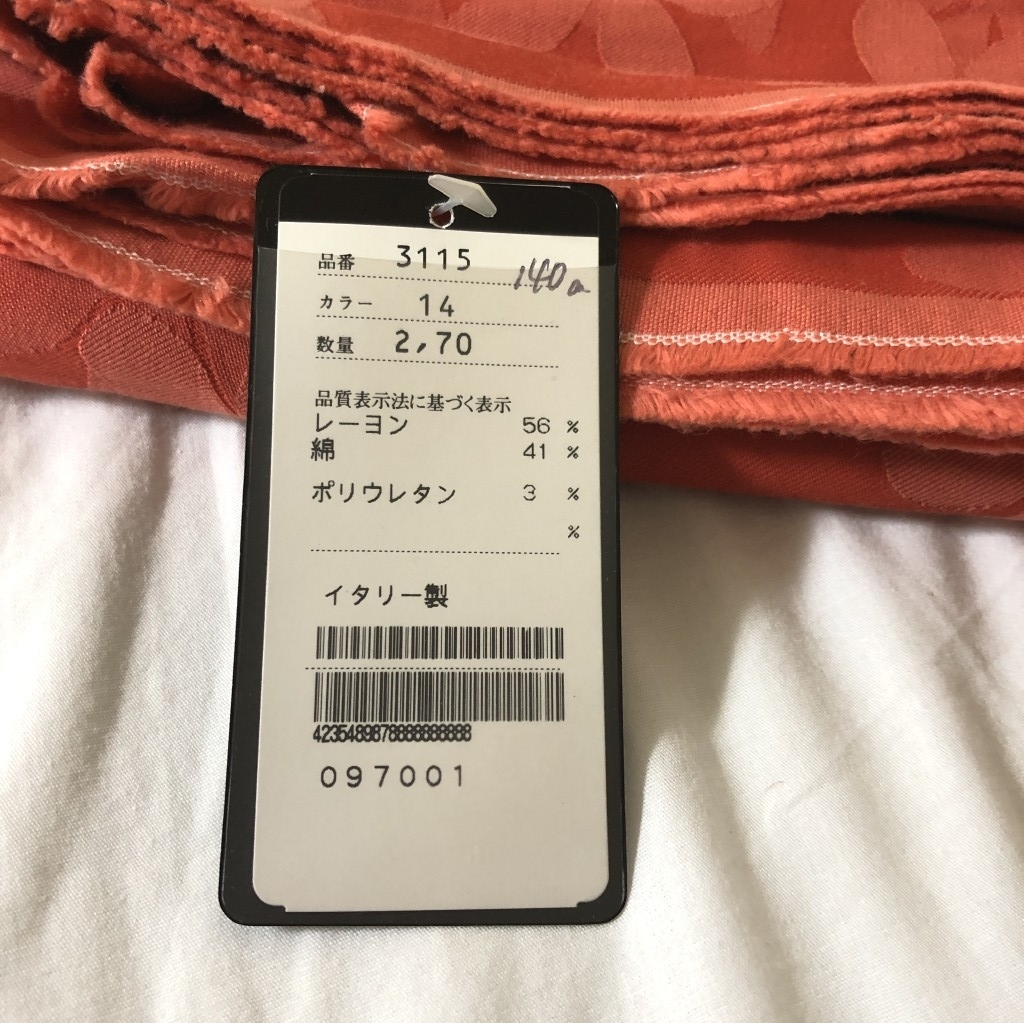 品番 3115
140
カラー 14
数量 2,70
品質表示法に基づく表示
レーヨン 56 %
綿 41 %
ポリウレタン 3 %
%
イタリー製
4235489878888888888
097001